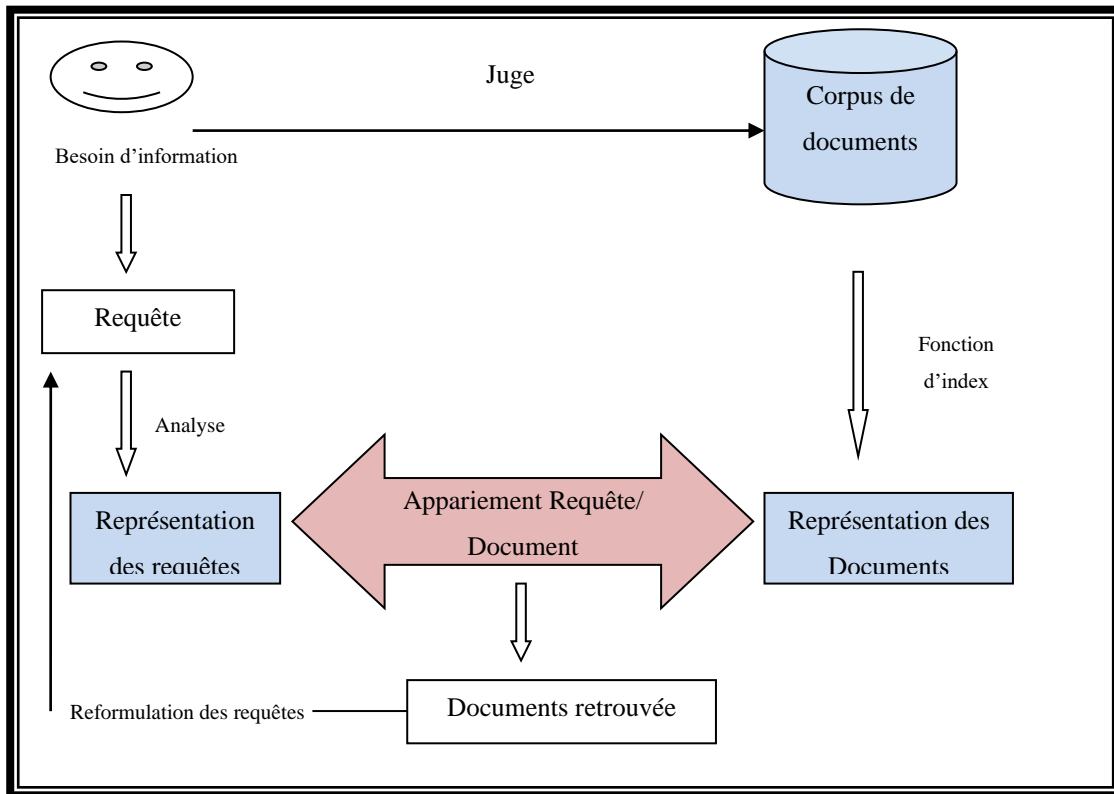 Juge
Corpus de
documents
Besoin d’information
Requête
Fonction
d’index
Analyse
Représentation
des requêtes
Appariement Requête/
Document
Représentation des
Documents
Reformulation des requêtes
Documents retrouvée